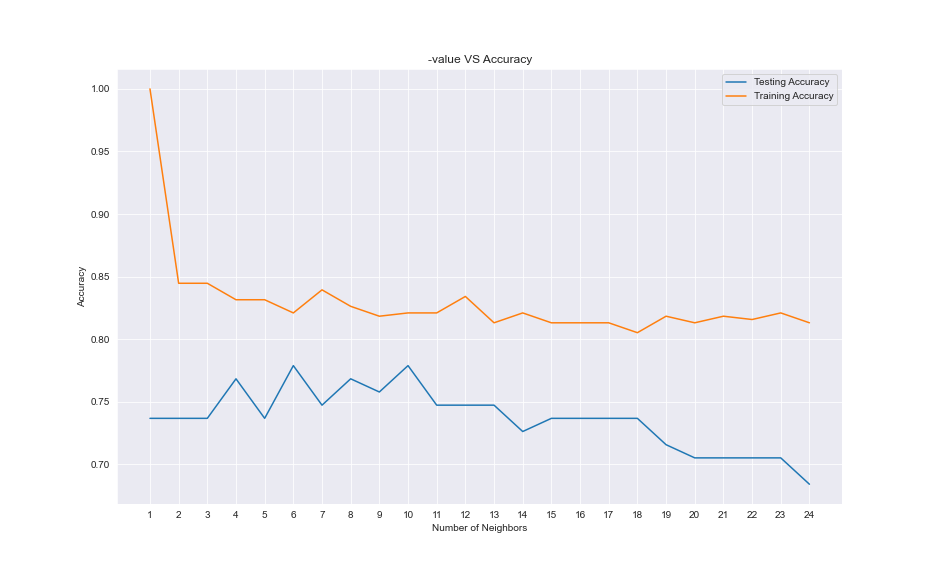 -value VS Accuracy
Testing Accuracy
Training Accuracy
1.00
0.95
0.90
0.85
0.80
0.75
0.70
Accuracy
1 2 3 4 5 6 7 8 9 10 11 12 13 14 15 16 17 18 19 20 21 22 23 24
Number of Neighbors